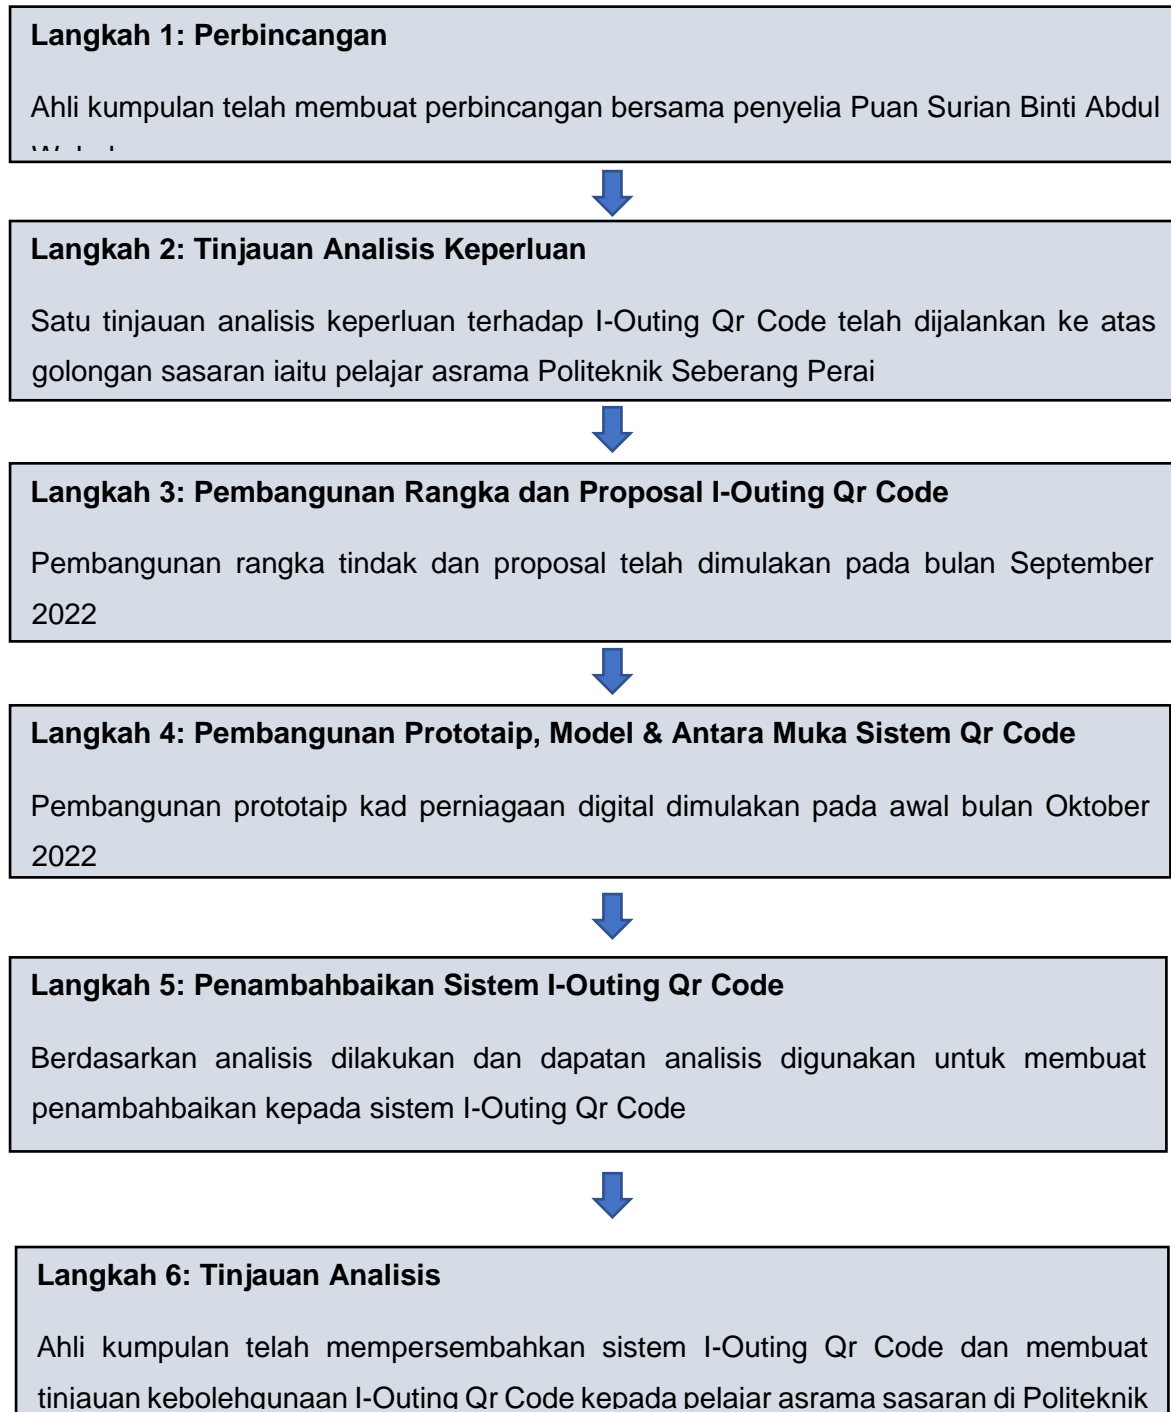 Langkah 1: Perbincangan
Ahli kumpulan telah membuat perbincangan bersama penyelia Puan Surian Binti Abdul
Langkah 2: Tinjauan Analisis Keperluan
Satu tinjauan analisis keperluan terhadap I-Outing Qr Code telah dijalankan ke atas
golongan sasaran iaitu pelajar asrama Politeknik Seberang Perai
Langkah 3: Pembangunan Rangka dan Proposal I-Outing Qr Code
Pembangunan rangka tindak dan proposal telah dimulakan pada bulan September
2022
Langkah 4: Pembangunan Prototaip, Model & Antara Muka Sistem Qr Code
Pembangunan prototaip kad perniagaan digital dimulakan pada awal bulan Oktober
2022
Langkah 5: Penambahbaikan Sistem I-Outing Qr Code
Berdasarkan analisis dilakukan dan dapatan analisis digunakan untuk membuat
penambahbaikan kepada sistem I-Outing Qr Code
Langkah 6: Tinjauan Analisis
Ahli kumpulan telah mempersembahkan sistem I-Outing Qr Code dan membuat
tinjauan kebolehgunaan I-Outing Qr Code kepada pelajar asrama sasaran di Politeknik